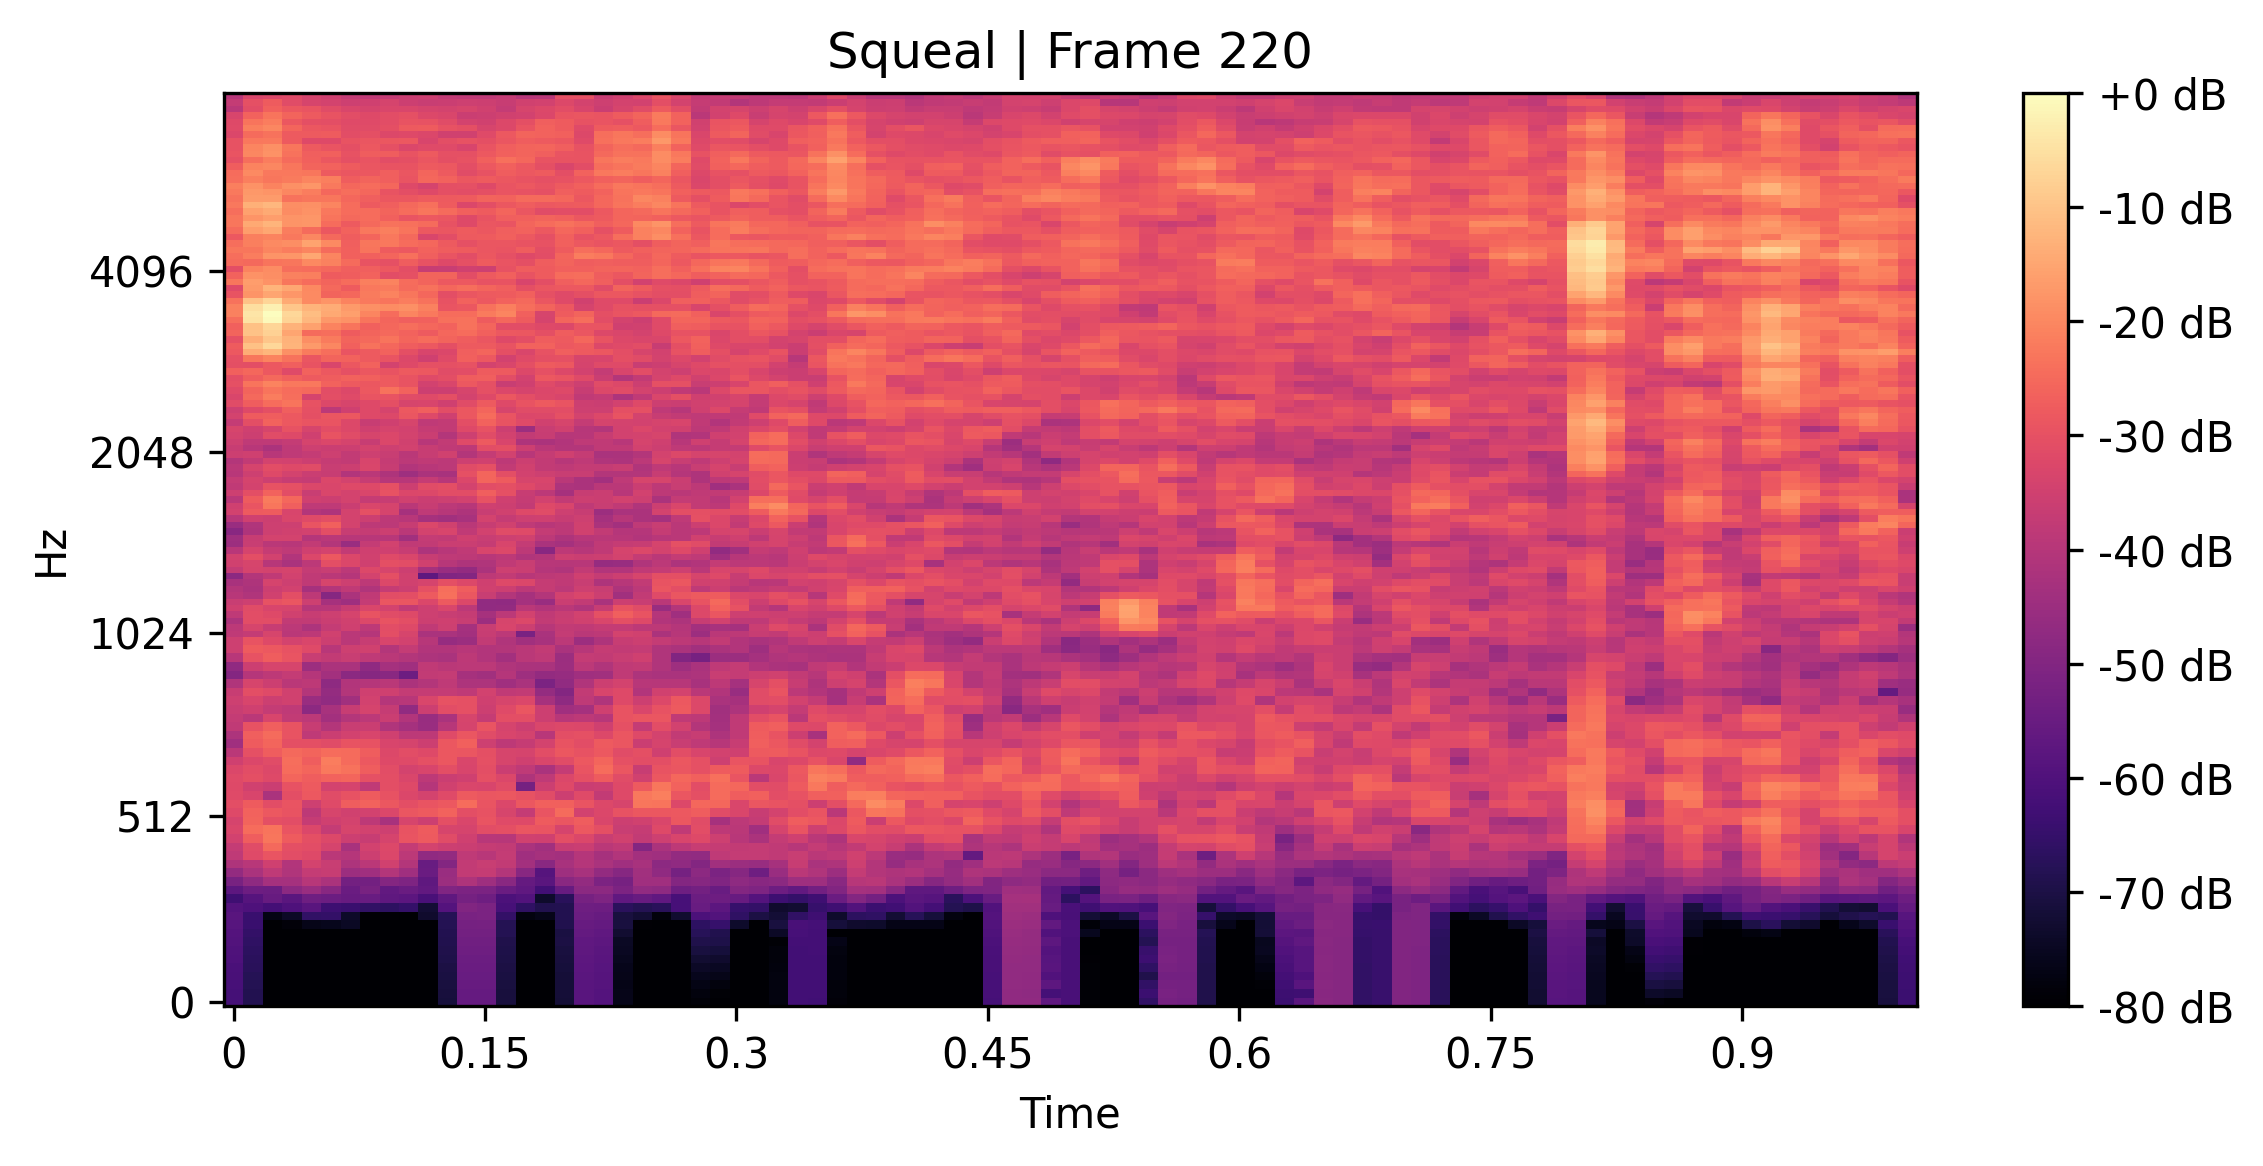 Squeal | Frame 220
Hz
4096
2048
1024
512
0
0 0.15 0.3 0.45 0.6 0.75 0.9
Time
+0 dB
-10 dB
-20 dB
-30 dB
-40 dB
-50 dB
-60 dB
-70 dB
-80 dB